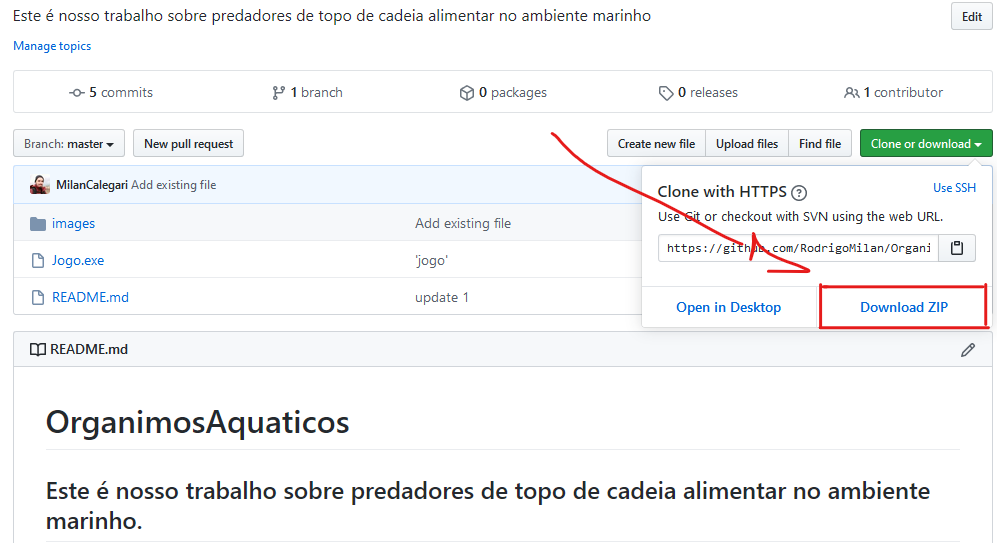 Este é nosso trabalho sobre predadores de topo de cadeia alimentar no ambiente marinho
Edit
Manage topics
5 commits
1 branch
0 packages
0 releases
1 contributor
Branch: master
New pull request
Create new file
Upload files
Find file
Clone or download
MilanCalegari Add existing file
images
Add existing file
Jogo.exe
'jogo'
README.md
update 1
Clone with HTTPS ?
Use SSH
Use Git or checkout with SVN using the web URL.
https://github.com/RodrigoMilan/Organi
Open in Desktop
Download ZIP
README.md
OrganimosAquaticos
Este é nosso trabalho sobre predadores de topo de cadeia alimentar no ambiente
marinho.